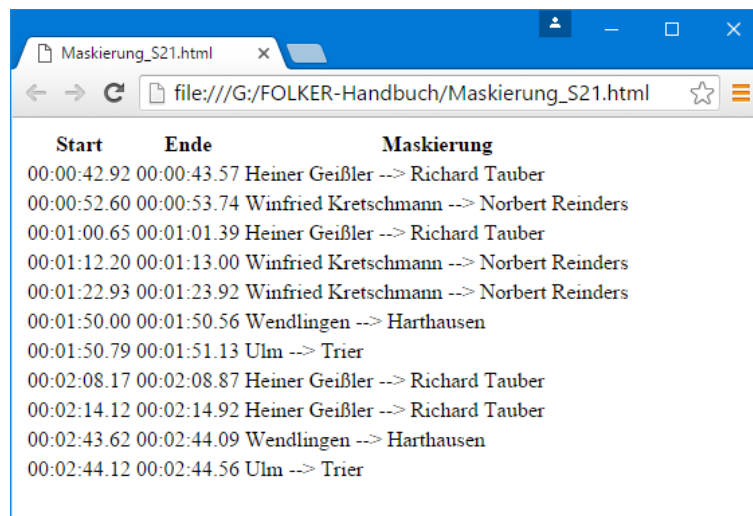 Maskierung_S21.html
file:///G:/FOLKER-Handbuch/Maskierung_S21.html
Start Ende Maskierung
00:00:42.92 00:00:43.57 Heiner Geißler --> Richard Tauber
00:00:52.60 00:00:53.74 Winfried Kretschmann --> Norbert Reinders
00:01:00.65 00:01:01.39 Heiner Geißler --> Richard Tauber
00:01:12.20 00:01:13.00 Winfried Kretschmann --> Norbert Reinders
00:01:22.93 00:01:23.92 Winfried Kretschmann --> Norbert Reinders
00:01:50.00 00:01:50.56 Wendlingen --> Harthausen
00:01:50.79 00:01:51.13 Ulm --> Trier
00:02:08.17 00:02:08.87 Heiner Geißler --> Richard Tauber
00:02:14.12 00:02:14.92 Heiner Geißler --> Richard Tauber
00:02:43.62 00:02:44.09 Wendlingen --> Harthausen
00:02:44.12 00:02:44.56 Ulm --> Trier